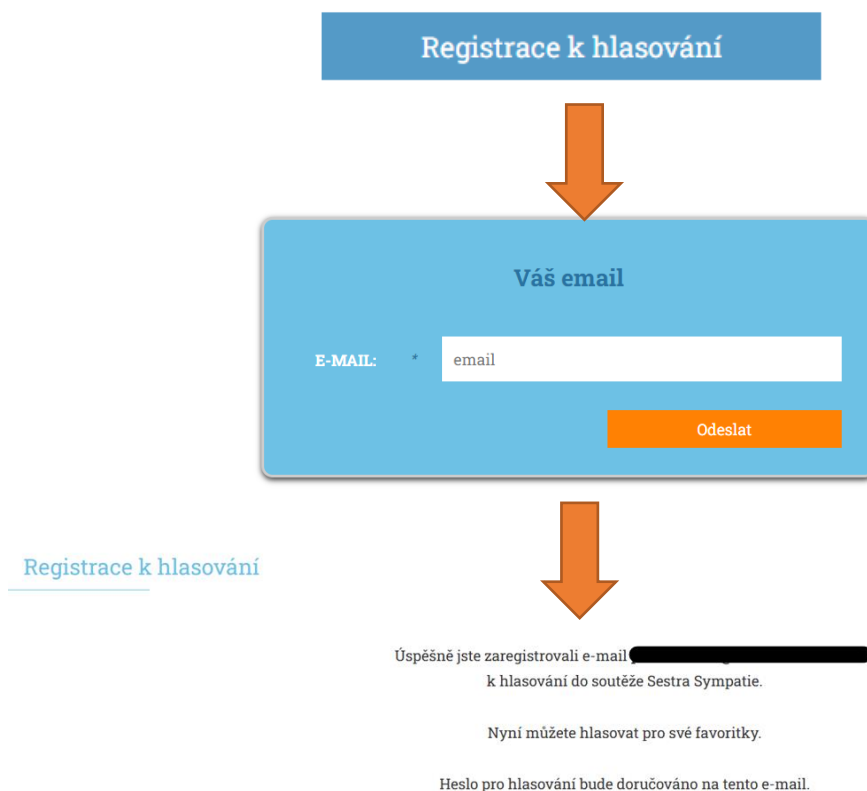 Registrace k hlasování
Váš email
E-MAIL: * email
Odeslat
Registrace k hlasování
Úspěšně jste zaregistrovali e-mail
k hlasování do soutěže Sestra Sympatie.
Nyní můžete hlasovat pro své favoritky.
Heslo pro hlasování bude doručováno na tento e-mail.